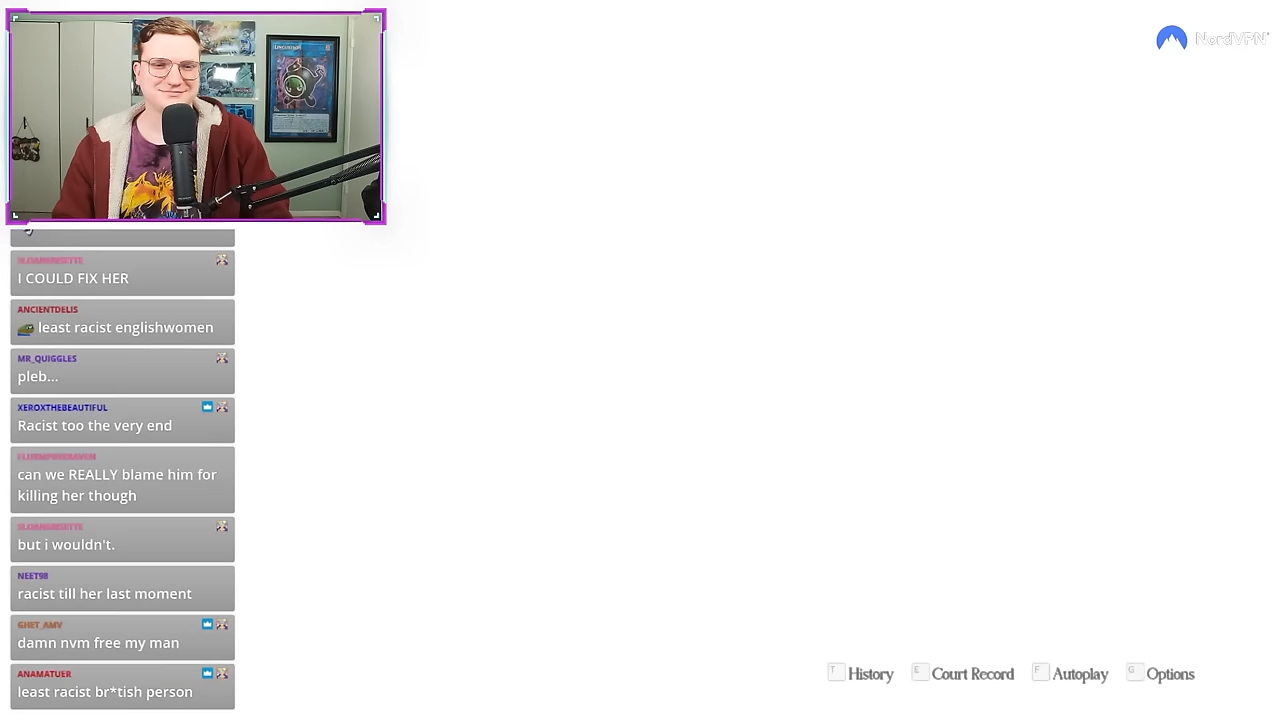 NordVPN
I COULD FIX HER
ANCIENTDELIS
least racist englishwomen
MR_QUIGGLES
pleb...
XEROXTHEBEAUTIFUL
Racist too the very end
can we REALLY blame him for
killing her though
but i wouldn't.
NEET98
racist till her last moment
GHET_AMV
damn nvm free my man
ANAMATUER
least racist br*tish person
T History E Court Record F Autoplay G Options